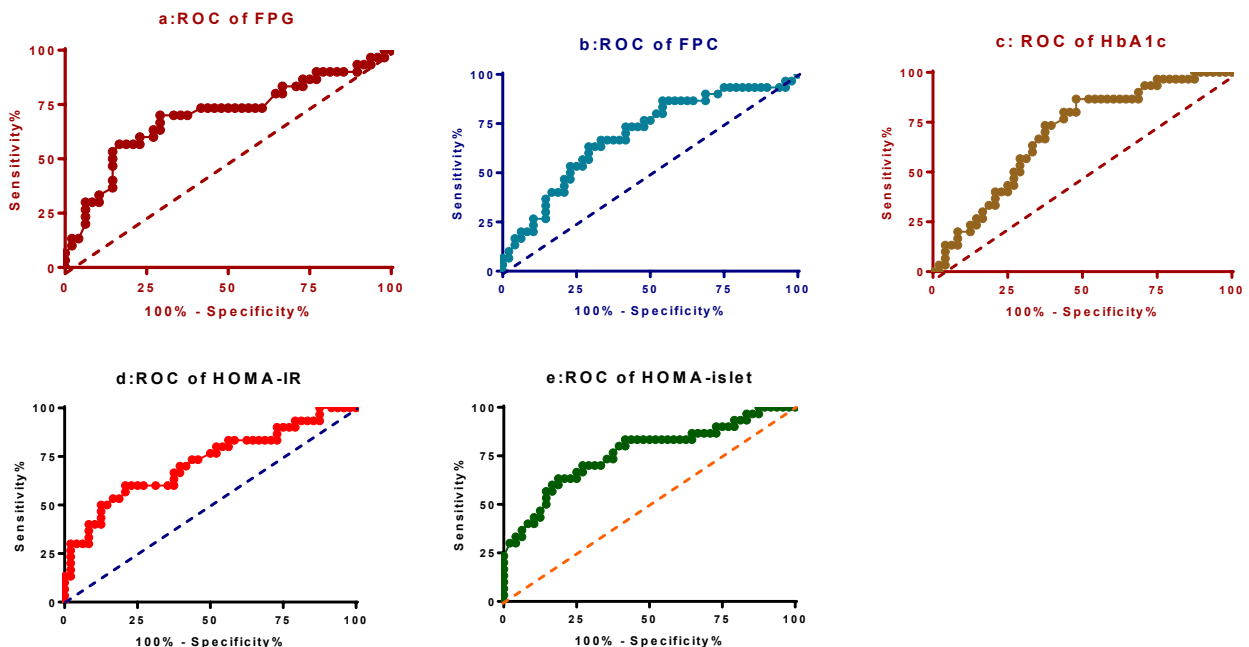 a:ROC of FPG
100
75
50
25
0
Sensitivity%
0 25 50 75 100
100% - Specificity%
b:ROC of FPC
100
75
50
25
0
Sensitivity%
0 25 50 75 100
100% - Specificity%
c: ROC of HbA1c
100
75
50
25
0
Sensitivity%
0 25 50 75 100
100% - Specificity%
d:ROC of HOMA-IR
100
75
50
25
0
Sensitivity%
0 25 50 75 100
100% - Specificity%
e:ROC of HOMA-islet
100
75
50
25
0
Sensitivity%
0 25 50 75 100
100% - Specificity%